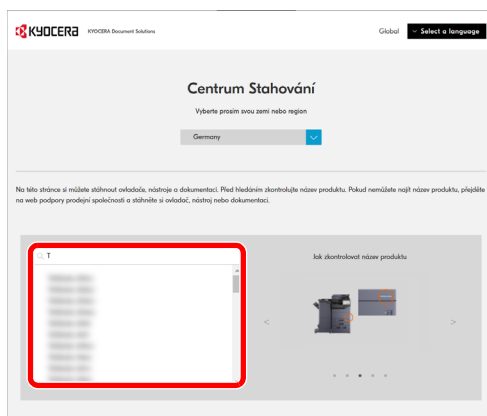 KYOCERA KYOCERA Document Solutions Global Select a language
Centrum Stahování
Vyberte prosím svou zemi nebo region
Germany
Na této stránce si můžete stáhnout ovladače, nástroje a dokumentaci. Před hledáním zkontrolujte název produktu. Pokud nemůžete najít název produktu, přejděte
na web podpory prodejní společnosti a stáhněte si ovladač, nástroj nebo dokumentaci.
T
Jak zkontrolovat název produktu